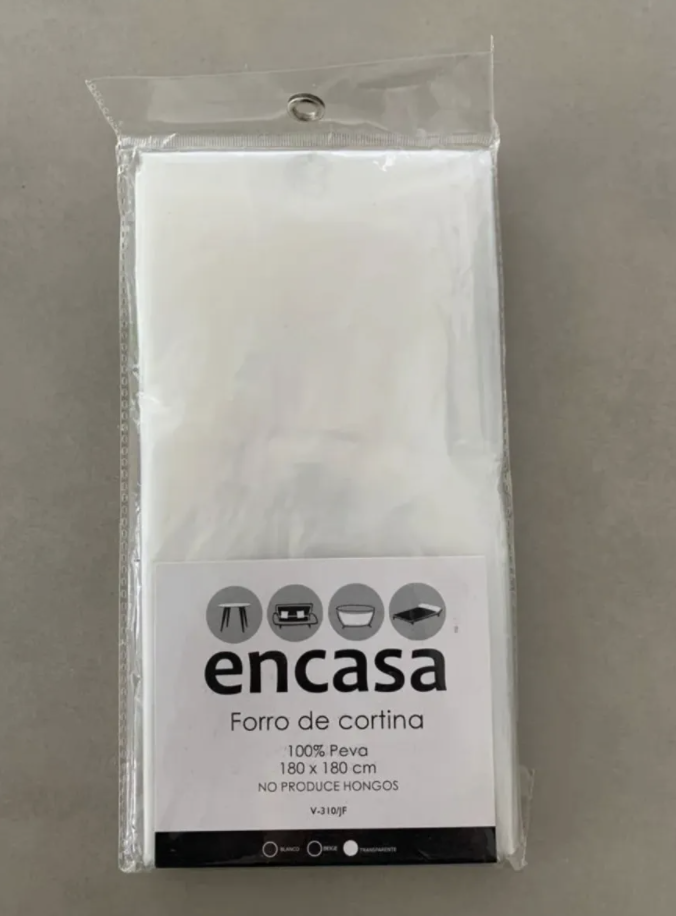 encasa
Forro de cortina
100% Peva
180 x 180 cm
NO PRODUCE HONGOS
V-310/JF
BLANCO BEIGE TRANSPARENTE